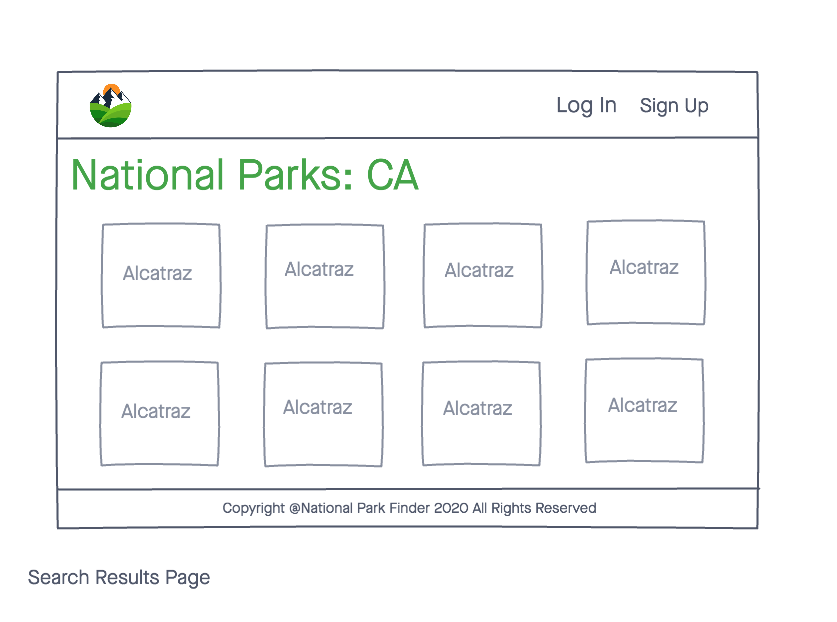 Log In Sign Up
National Parks: CA
Alcatraz Alcatraz Alcatraz Alcatraz
Alcatraz Alcatraz Alcatraz Alcatraz
Copyright @National Park Finder 2020 All Rights Reserved
Search Results Page